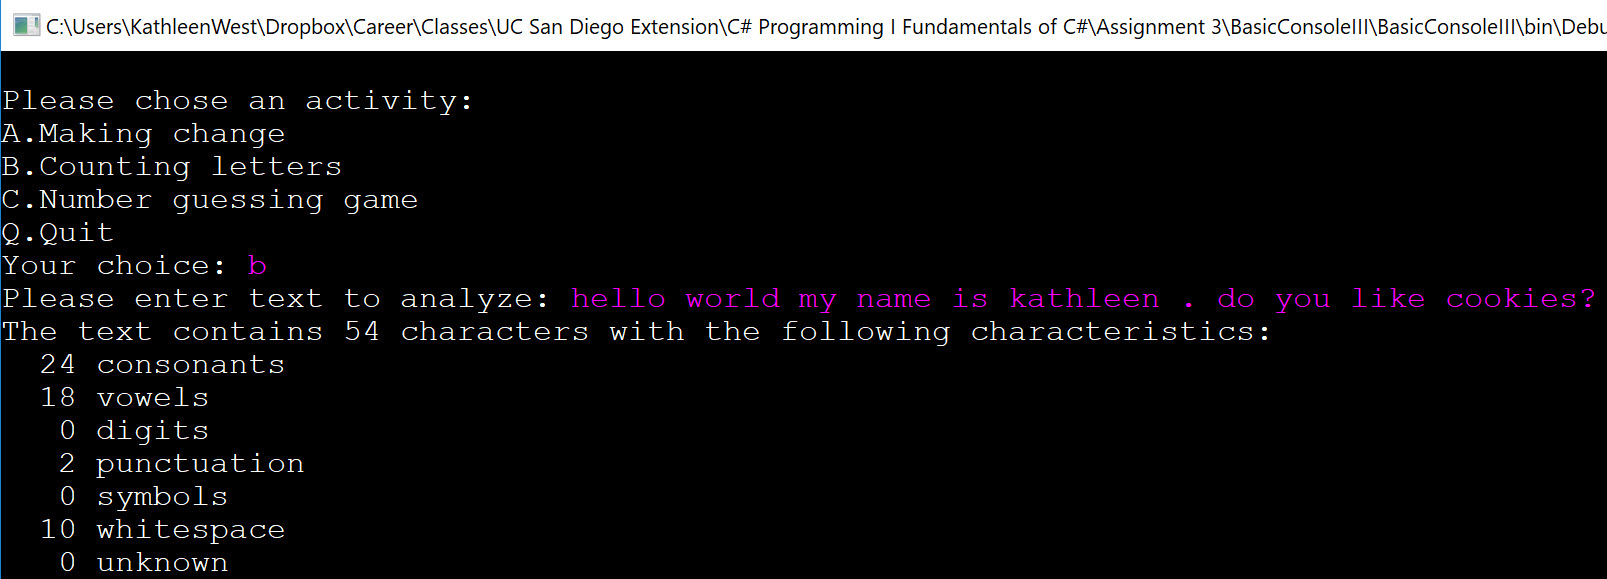 C:\Users\KathleenWest\Dropbox\Career\Classes\UC San Diego Extension\C# Programming I Fundamentals of C#\Assignment 3\BasicConsoleIII\BasicConsoleIII\bin\Debu
Please chose an activity:
A.Making change
B.Counting letters
C.Number guessing game
Q.Quit
Your choice: b
Please enter text to analyze: hello world my name is kathleen . do you like cookies?
The text contains 54 characters with the following characteristics:
24 consonants
18 vowels
0 digits
2 punctuation
0 symbols
10 whitespace
0 unknown